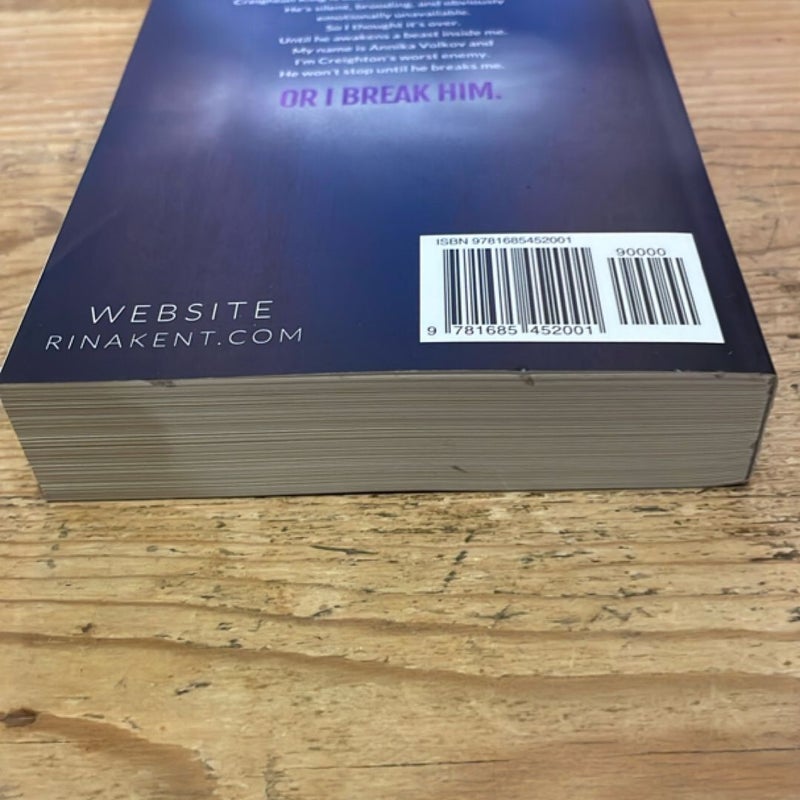 He's silent, brooding, and obviously
emotionally unavailable.
So I thought it's over.
Until he awakens a beast inside me.
My name is Annika Volkov and
I'm Creighton's worst enemy.
He won't stop until he breaks me.
OR I BREAK HIM.
ISBN 9781685452001
90000
9 781685 452001
WEBSITE
RINAKENT.COM